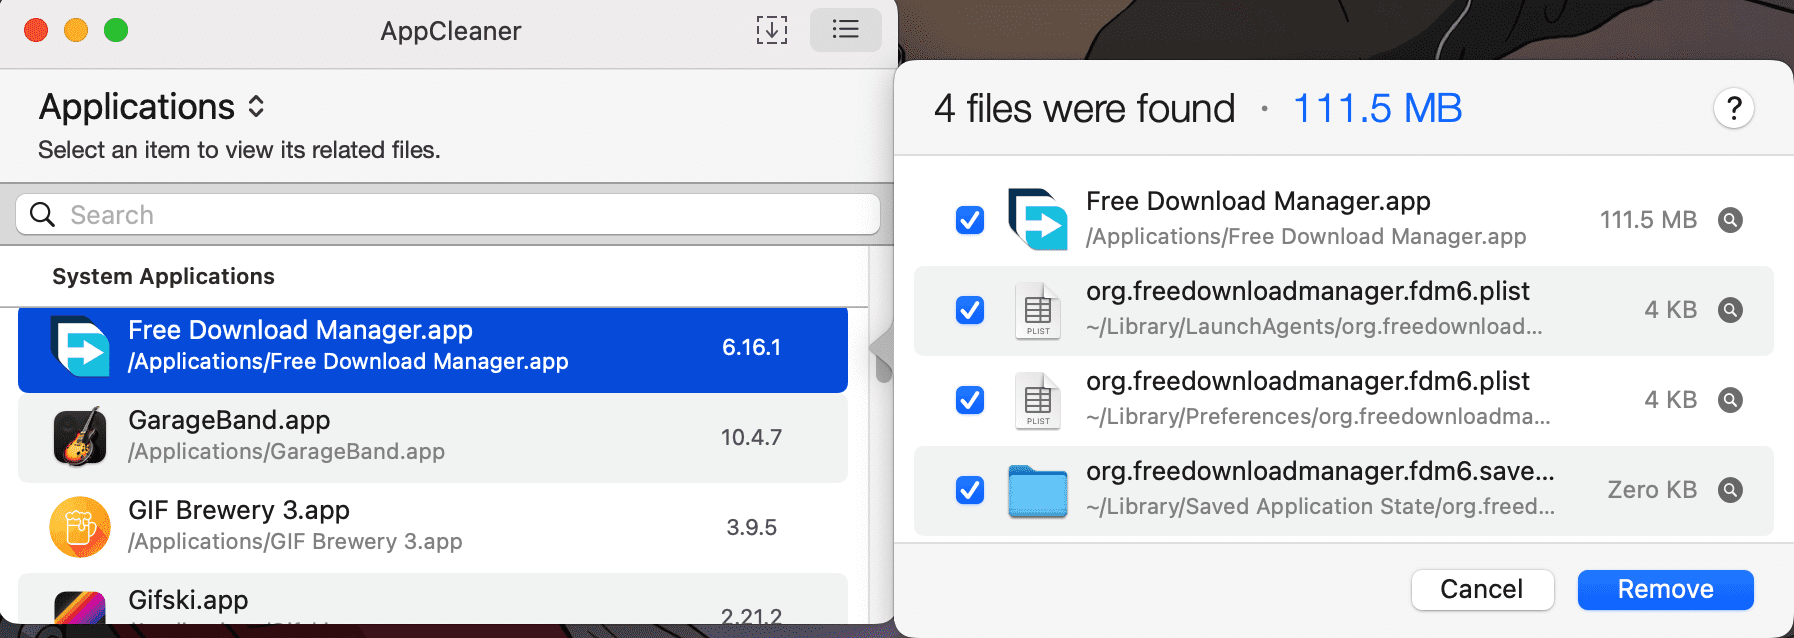 AppCleaner
Applications
Select an item to view its related files.
Search
System Applications
Free Download Manager.app
/Applications/Free Download Manager.app
6.16.1
GarageBand.app
/Applications/GarageBand.app
10.4.7
GIF Brewery 3.app
/Applications/GIF Brewery 3.app
3.9.5
Gifski.app
2.21.2
4 files were found · 111.5 MB
?
Free Download Manager.app
/Applications/Free Download Manager.app
111.5 MB
org.freedownloadmanager.fdm6.plist
~/Library/LaunchAgents/org.freedownload...
4 KB
PLIST
org.freedownloadmanager.fdm6.plist
~/Library/Preferences/org.freedownloadma...
4 KB
PLIST
org.freedownloadmanager.fdm6.save...
~/Library/Saved Application State/org.freed...
Zero KB
Cancel
Remove